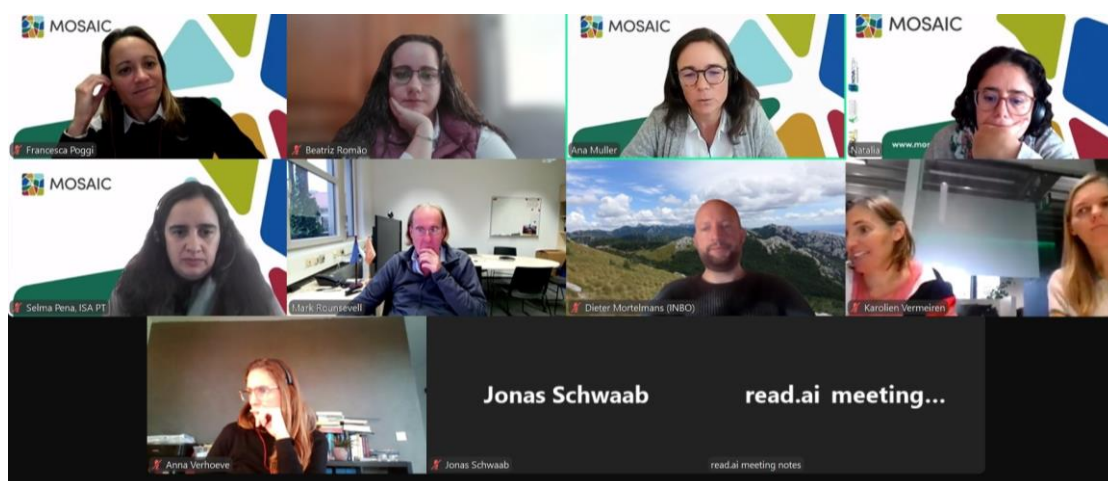 MOSAIC
Francesca Poggi
Beatriz Romão
MOSAIC
Ana Muller
MOSAIC
www.mos
Natalia
MOSAIC
Selma Pena, ISA PT
Mark Rounsevell
Dieter Mortelmans (INBO)
Karolien Vermeiren
Anna Verhoeve
Jonas Schwaab
Jonas Schwaab
read.ai meeting...
read.ai meeting notes